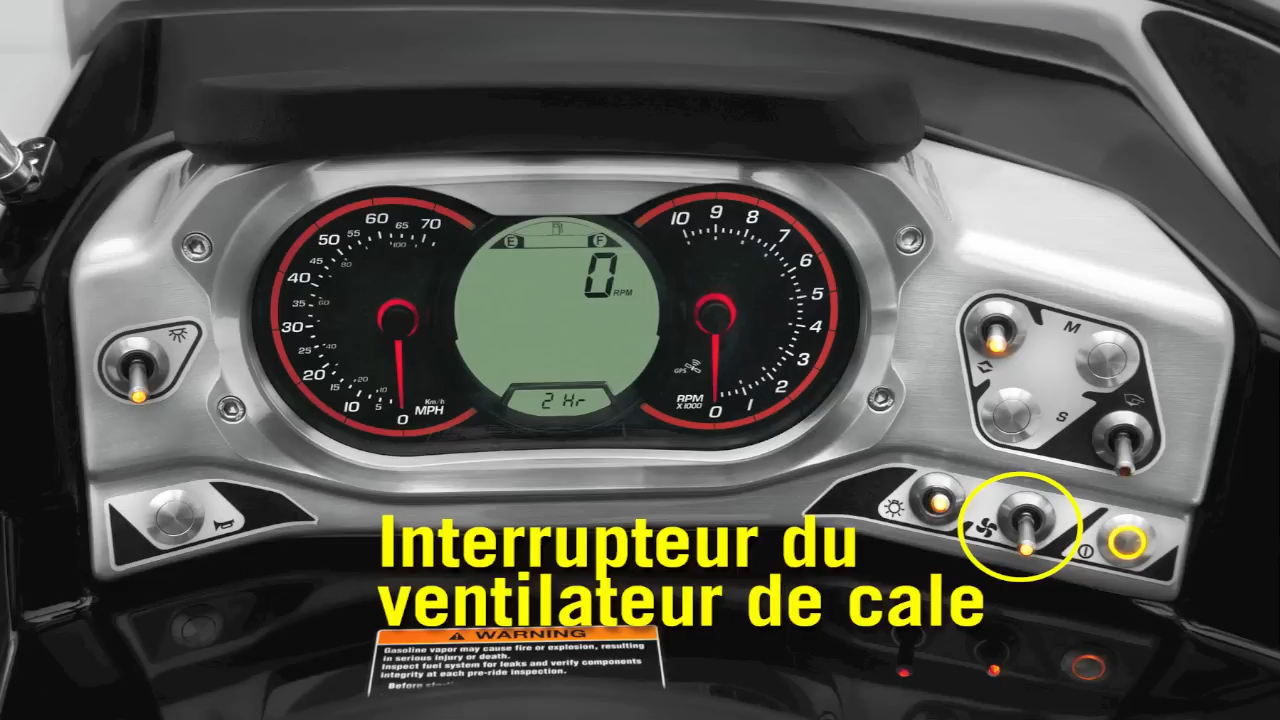 60
65
70
55
50
100
45
80
40
35
60
30
25
40
20
15
20
10
10
5
0
Km/h
MPH
E
F
0 RPM
2 Hr
10
9
8
7
6
5
4
3
2
1
0
GPS
RPM
X1000
M
S
Interrupteur du
ventilateur de cale
WARNING
Gasoline vapor may cause fire or explosion, resulting
in serious injury or death.
Inspect fuel system for leaks and verify components
integrity at each pre-ride inspection.
Before